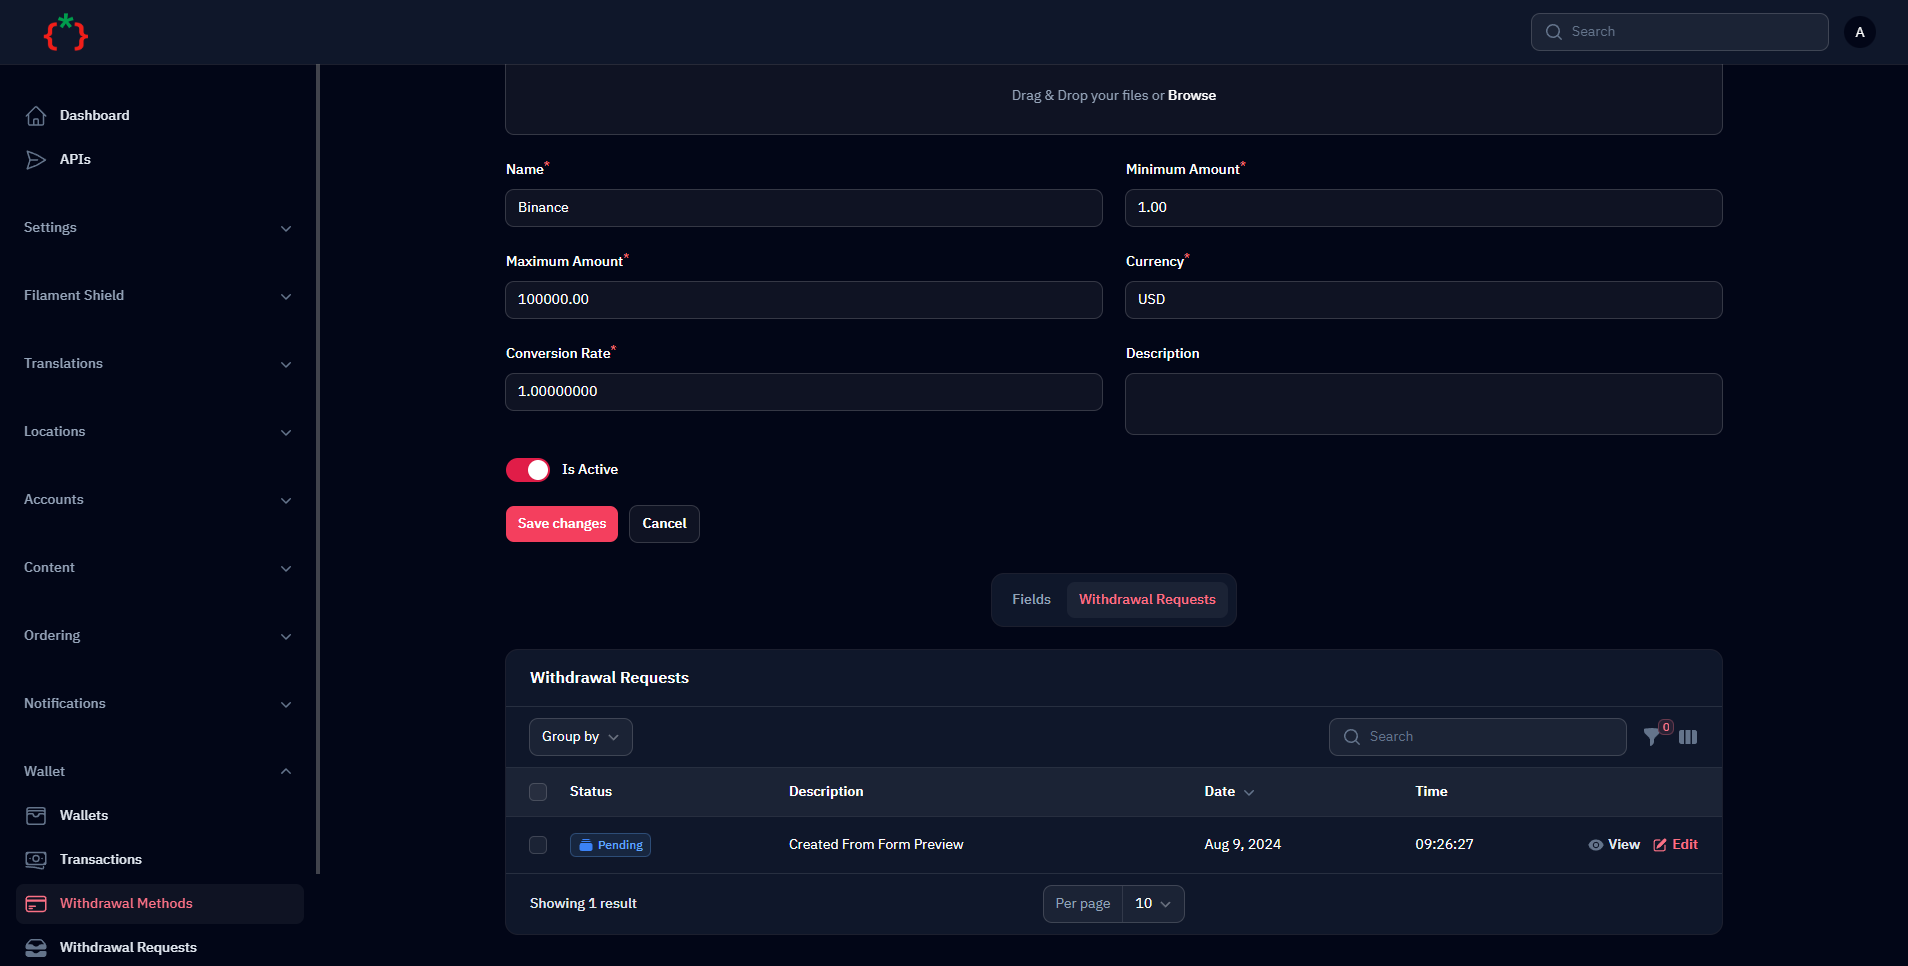 {*}
Search
A
Dashboard
APIs
Settings
Filament Shield
Translations
Locations
Accounts
Content
Ordering
Notifications
Wallet
Wallets
Transactions
Withdrawal Methods
Withdrawal Requests
Drag & Drop your files or Browse
Name*
Minimum Amount*
Binance
1.00
Maximum Amount*
Currency*
100000.00
USD
Conversion Rate*
Description
1.00000000
Is Active
Save changes Cancel
Fields Withdrawal Requests
Withdrawal Requests
Group by
Search
0
Status Description Date Time
Pending Created From Form Preview Aug 9, 2024 09:26:27 View Edit
Showing 1 result
Per page 10